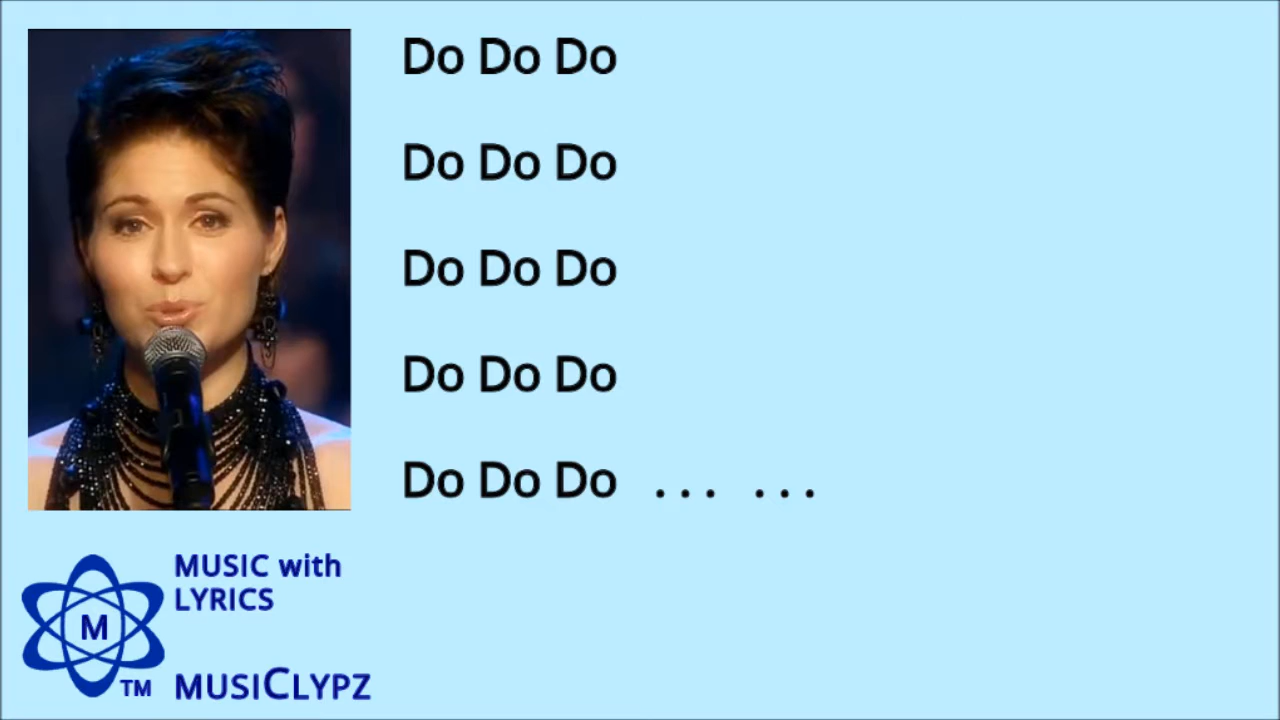 Do Do Do
Do Do Do
Do Do Do
Do Do Do
Do Do Do ... ...
MUSIC with
LYRICS
M
TM
MUSICLYPZ